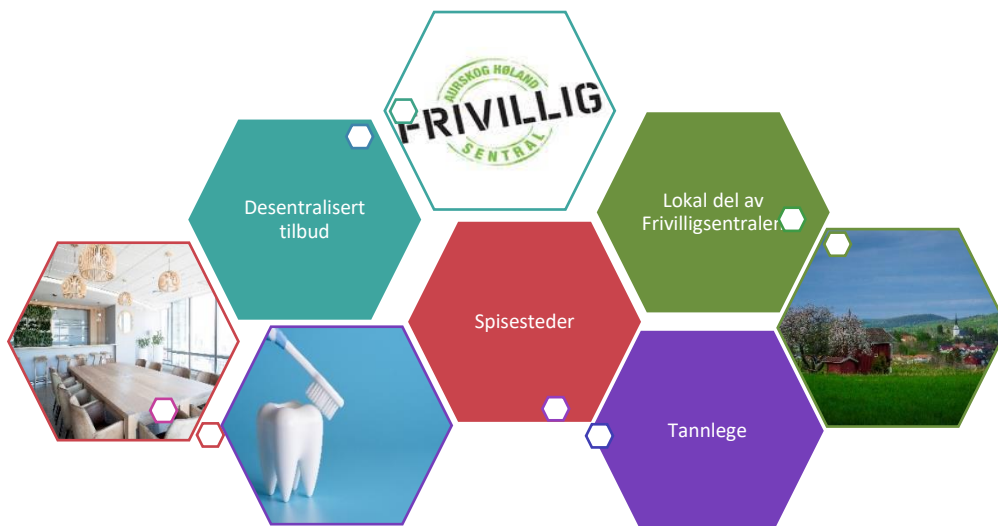 AURSKOG HØLAND
FRIVILLIG
SENTRAL
Desentralisert
tilbud
Lokal del av
Frivilligsentralen
Spisesteder
Tannlege